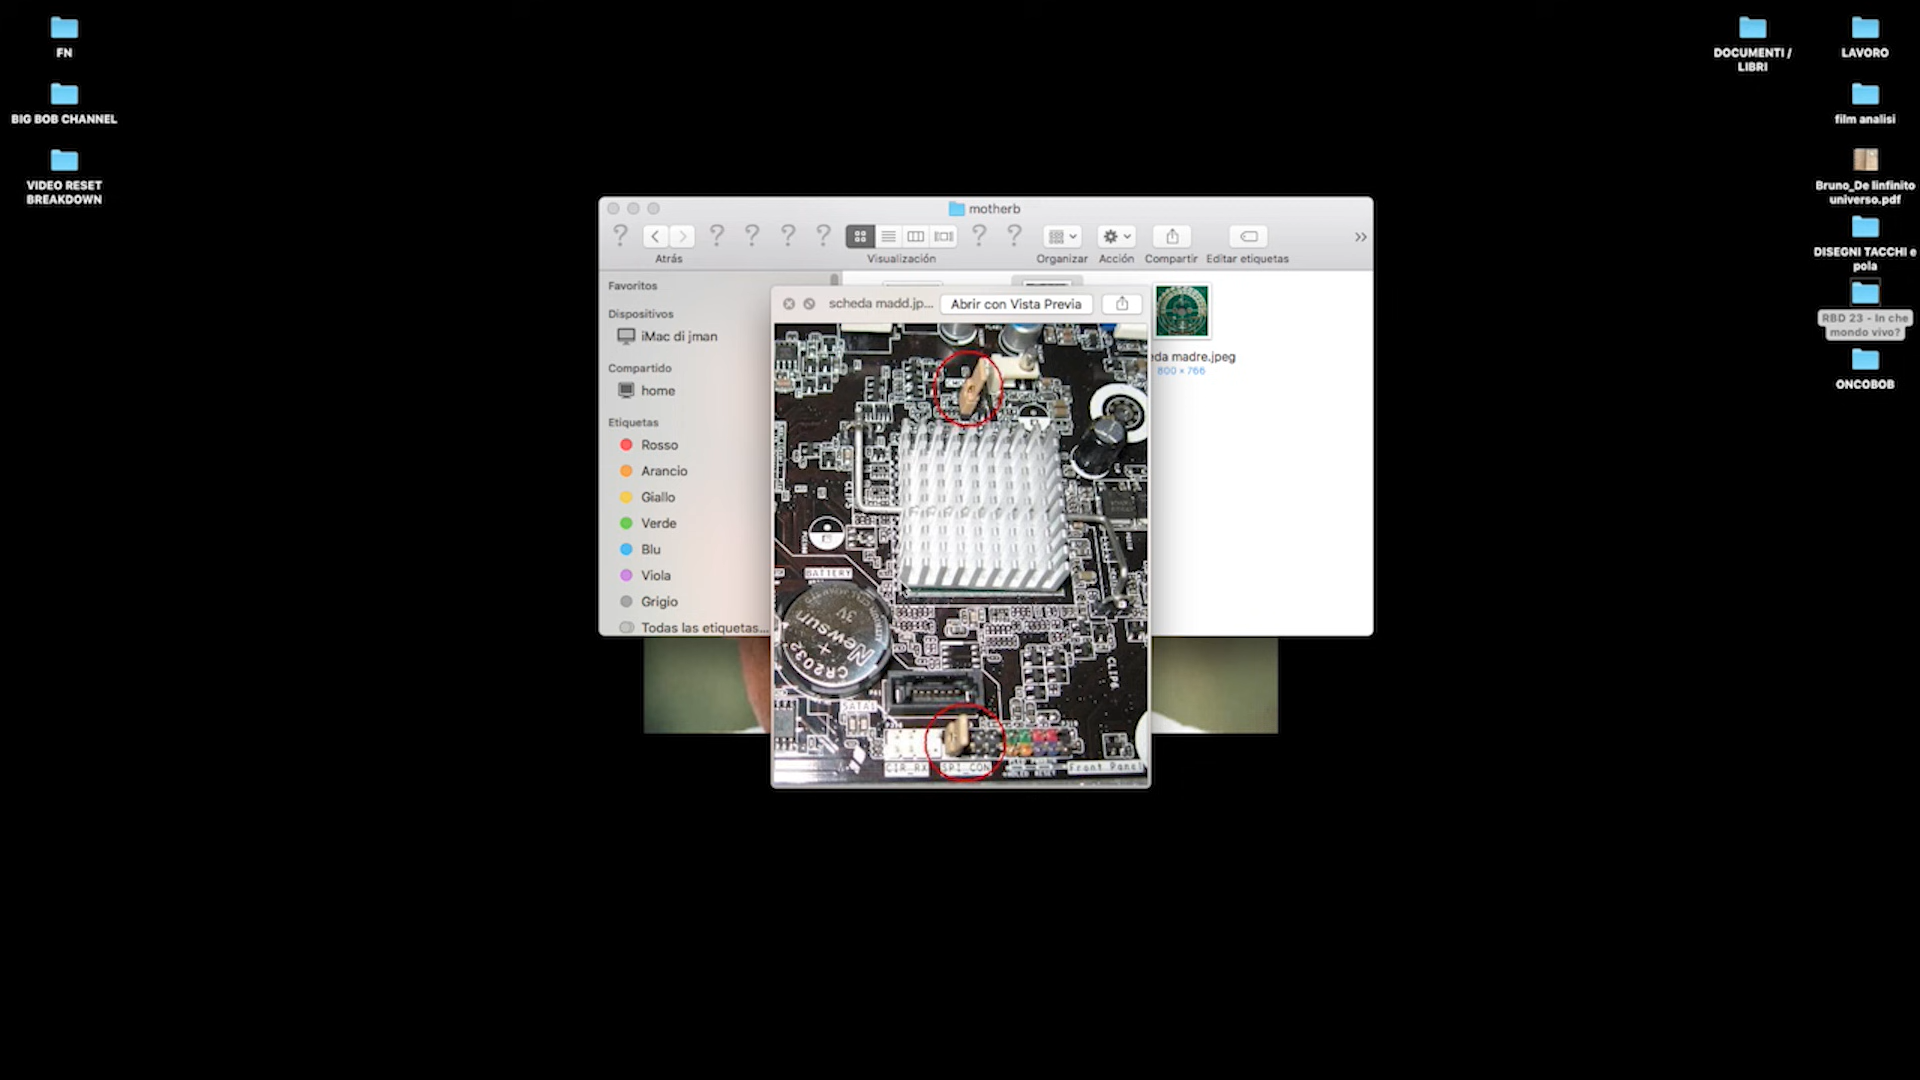 FN
BIG BOB CHANNEL
VIDEO RESET
BREAKDOWN
DOCUMENTI /
LIBRI
LAVORO
film analisi
Bruno_De linfinito
universo.pdf
DISEGNI TACCHI e
pola
RBD 23 - In che
mondo vivo?
ONCOBOB
motherb
Atrás
Visualización
Organizar
Acción
Compartir
Editar etiquetas
Favoritos
Dispositivos
iMac di jman
Compartido
home
Etiquetas
Rosso
Arancio
Giallo
Verde
Blu
Viola
Grigio
Todas las etiquetas...
scheda madd.jp...
Abrir con Vista Previa
eda madre.jpeg
800 × 766
CLIP5
BATTERY
3V
Newsun
+
CR2032
CLIP6
SATA1
CIR_RX
SPI_CON
Front Panel